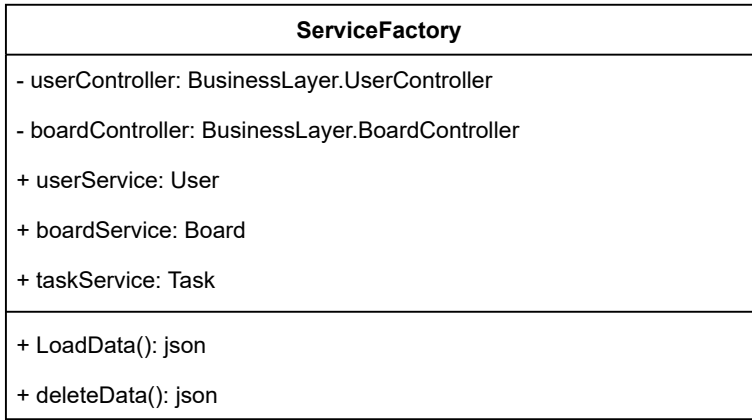 ServiceFactory
- userController: BusinessLayer.UserController
- boardController: BusinessLayer.BoardController
+ userService: User
+ boardService: Board
+ taskService: Task
+ LoadData(): json
+ deleteData(): json